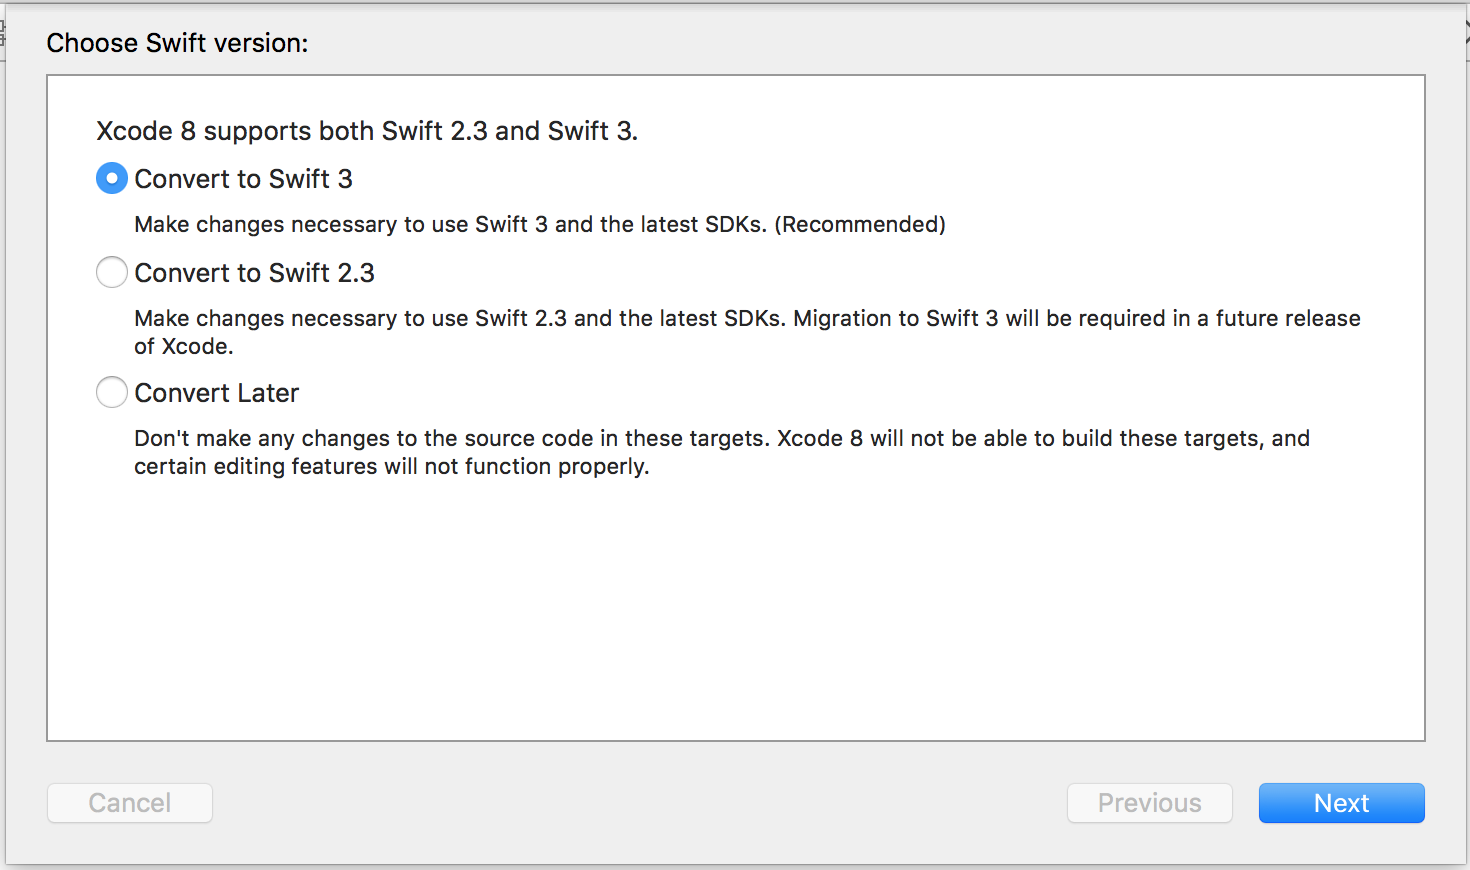 Choose Swift version:
Xcode 8 supports both Swift 2.3 and Swift 3.
Convert to Swift 3
Make changes necessary to use Swift 3 and the latest SDKs. (Recommended)
Convert to Swift 2.3
Make changes necessary to use Swift 2.3 and the latest SDKs. Migration to Swift 3 will be required in a future release
of Xcode.
Convert Later
Don't make any changes to the source code in these targets. Xcode 8 will not be able to build these targets, and
certain editing features will not function properly.
Cancel
Previous
Next